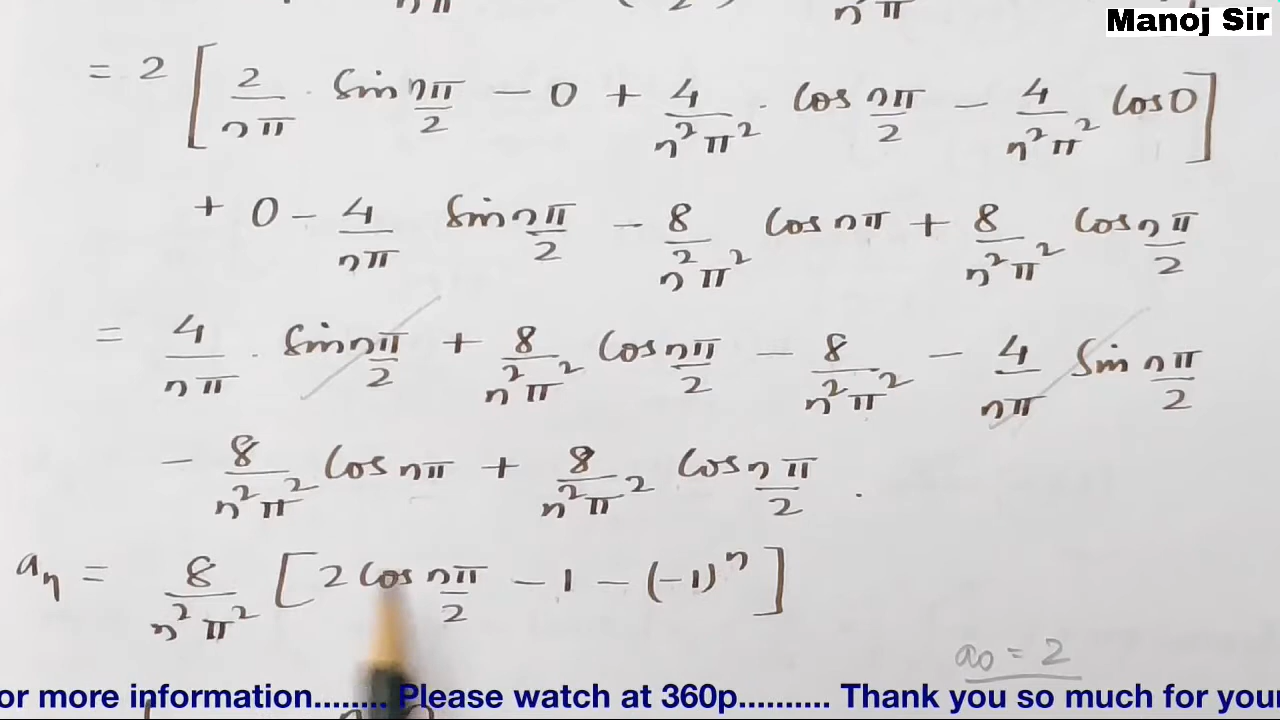 Manoj Sir
= 2 [ 2/nπ . Sin nπ/2 − 0 + 4/n²π² . Cos nπ/2 − 4/n²π² Cos0 ]
+ 0 − 4/nπ Sin nπ/2 − 8/n²π² Cos nπ + 8/n²π² Cos nπ/2
= 4/nπ . Sin nπ/2 + 8/n²π² Cos nπ/2 − 8/n²π² − 4/nπ Sin nπ/2
− 8/n²π² Cos nπ + 8/n²π² Cos nπ/2 .
aₙ = 8/n²π² [ 2 Cos nπ/2 − 1 − (−1)ⁿ ]
a₀ = 2
or more information........ Please watch at 360p.......... Thank you so much for your